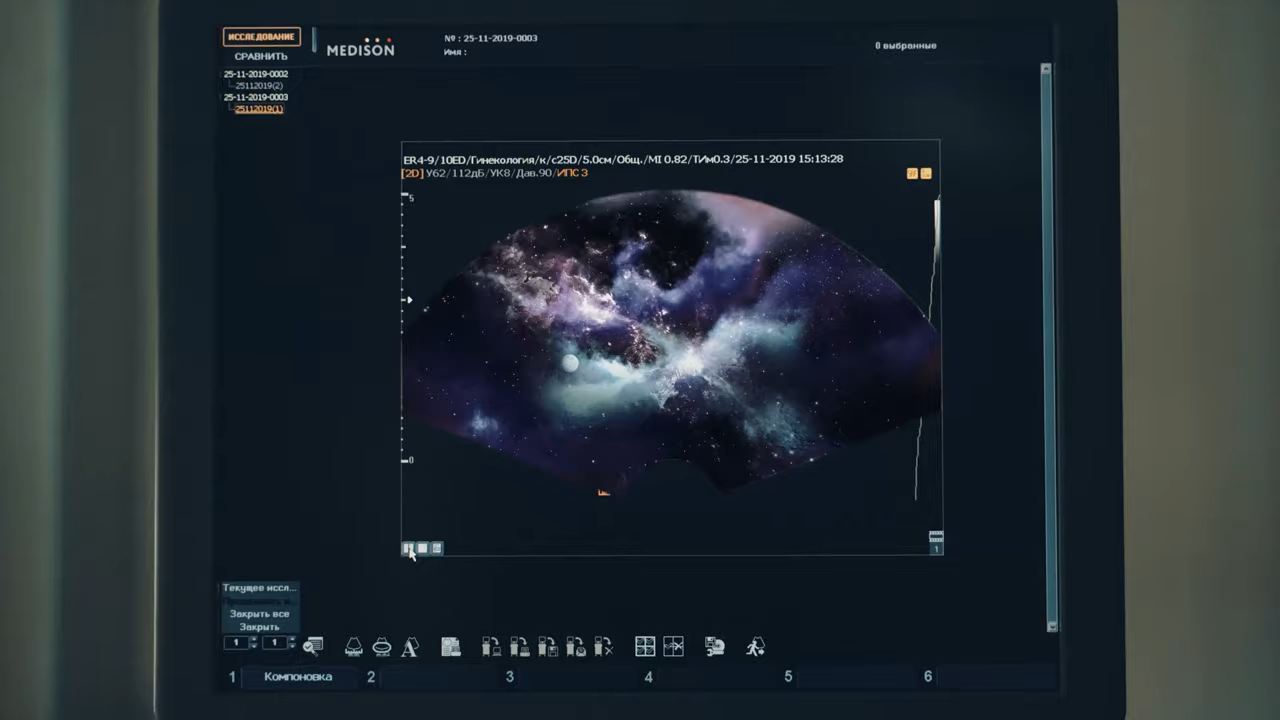 ИССЛЕДОВАНИЕ
СРАВНИТЬ
25-11-2019-0002
25112019(2)
25-11-2019-0003
25112019(1)
MEDISON
№ : 25-11-2019-0003
Имя :
0 выбранные
ER4-9/10ED/Гинекология/к/с25D/5.0см/Общ./MI 0.82/ТИм0.3/25-11-2019 15:13:28
[2D] У62/112дБ/УК8/Дав.90/ИПС 3
5
0
1
Текущее иссл...
Закрыть все
Закрыть
1 1
A
1 Компоновка 2 3 4 5 6